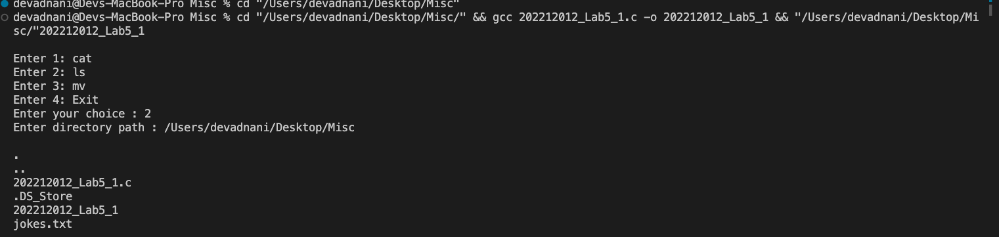 devadnani@Devs-MacBook-Pro Misc % cd "/Users/devadnani/Desktop/Misc"
devadnani@Devs-MacBook-Pro Misc % cd "/Users/devadnani/Desktop/Misc/" && gcc 202212012_Lab5_1.c -o 202212012_Lab5_1 && "/Users/devadnani/Desktop/Mi
sc/"202212012_Lab5_1
Enter 1: cat
Enter 2: ls
Enter 3: mv
Enter 4: Exit
Enter your choice : 2
Enter directory path : /Users/devadnani/Desktop/Misc
.
..
202212012_Lab5_1.c
.DS_Store
202212012_Lab5_1
jokes.txt